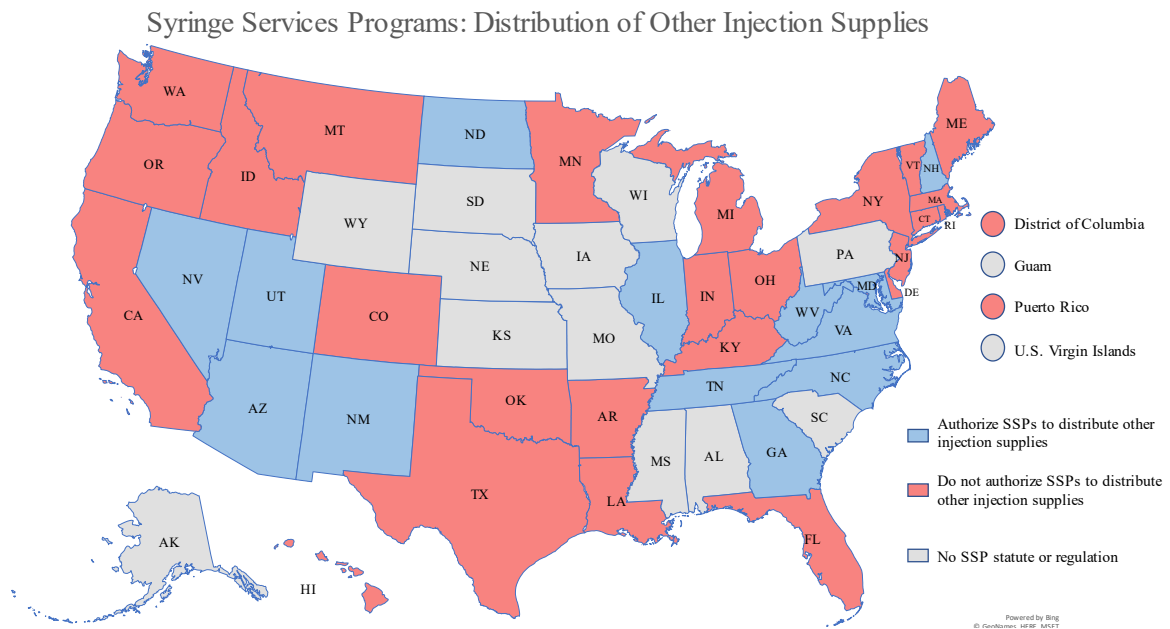 Syringe Services Programs: Distribution of Other Injection Supplies
WA
MT
ND
MN
ME
OR
ID
SD
WI
VT
NH
WY
MI
NY
MA
CT
RI
NE
IA
PA
NJ
NV
UT
IL
IN
OH
MD
DE
CA
CO
WV
VA
KS
MO
KY
TN
NC
AZ
NM
OK
AR
SC
MS
AL
GA
TX
LA
FL
AK
HI
District of Columbia
Guam
Puerto Rico
U.S. Virgin Islands
Authorize SSPs to distribute other
injection supplies
Do not authorize SSPs to distribute
other injection supplies
No SSP statute or regulation
Powered by Bing
© GeoNames, HERE, MSFT